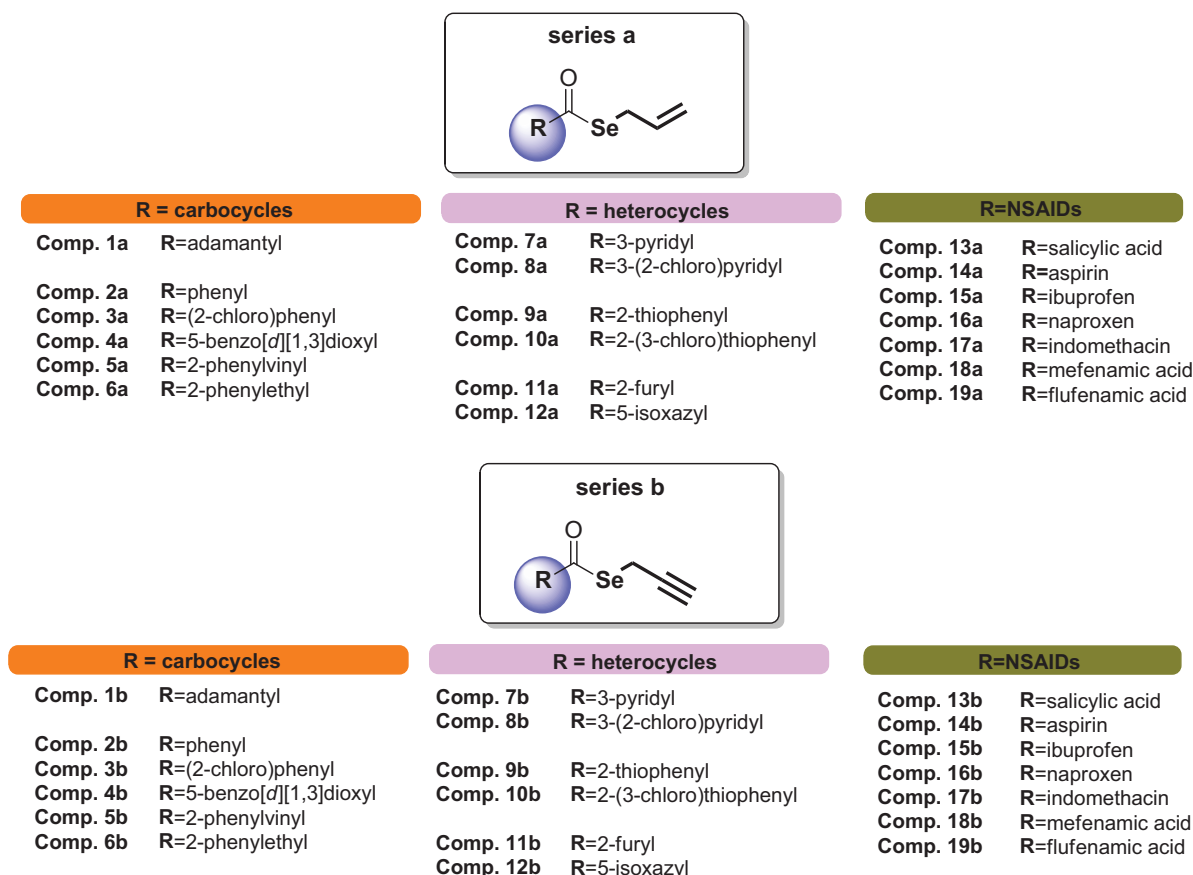 series a
O
R
Se
R = carbocycles
Comp. 1a R=adamantyl
Comp. 2a R=phenyl
Comp. 3a R=(2-chloro)phenyl
Comp. 4a R=5-benzo[d][1,3]dioxyl
Comp. 5a R=2-phenylvinyl
Comp. 6a R=2-phenylethyl
R = heterocycles
Comp. 7a R=3-pyridyl
Comp. 8a R=3-(2-chloro)pyridyl
Comp. 9a R=2-thiophenyl
Comp. 10a R=2-(3-chloro)thiophenyl
Comp. 11a R=2-furyl
Comp. 12a R=5-isoxazyl
R=NSAIDs
Comp. 13a R=salicylic acid
Comp. 14a R=aspirin
Comp. 15a R=ibuprofen
Comp. 16a R=naproxen
Comp. 17a R=indomethacin
Comp. 18a R=mefenamic acid
Comp. 19a R=flufenamic acid
series b
O
R
Se
R = carbocycles
Comp. 1b R=adamantyl
Comp. 2b R=phenyl
Comp. 3b R=(2-chloro)phenyl
Comp. 4b R=5-benzo[d][1,3]dioxyl
Comp. 5b R=2-phenylvinyl
Comp. 6b R=2-phenylethyl
R = heterocycles
Comp. 7b R=3-pyridyl
Comp. 8b R=3-(2-chloro)pyridyl
Comp. 9b R=2-thiophenyl
Comp. 10b R=2-(3-chloro)thiophenyl
Comp. 11b R=2-furyl
Comp. 12b R=5-isoxazyl
R=NSAIDs
Comp. 13b R=salicylic acid
Comp. 14b R=aspirin
Comp. 15b R=ibuprofen
Comp. 16b R=naproxen
Comp. 17b R=indomethacin
Comp. 18b R=mefenamic acid
Comp. 19b R=flufenamic acid